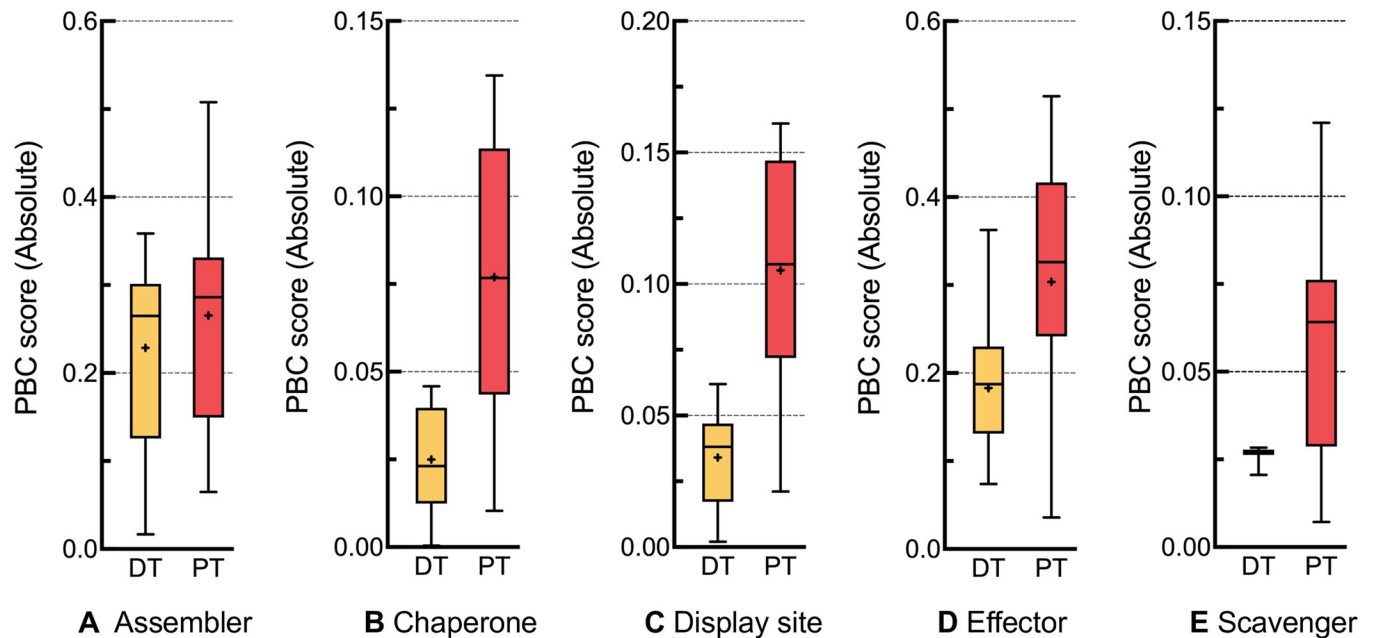 0.6
0.4
0.2
0.0
PBC score (Absolute)
DT PT
A Assembler
0.15
0.10
0.05
0.00
PBC score (Absolute)
DT PT
B Chaperone
0.20
0.15
0.10
0.05
0.00
PBC score (Absolute)
DT PT
C Display site
0.6
0.4
0.2
0.0
PBC score (Absolute)
DT PT
D Effector
0.15
0.10
0.05
0.00
PBC score (Absolute)
DT PT
E Scavenger